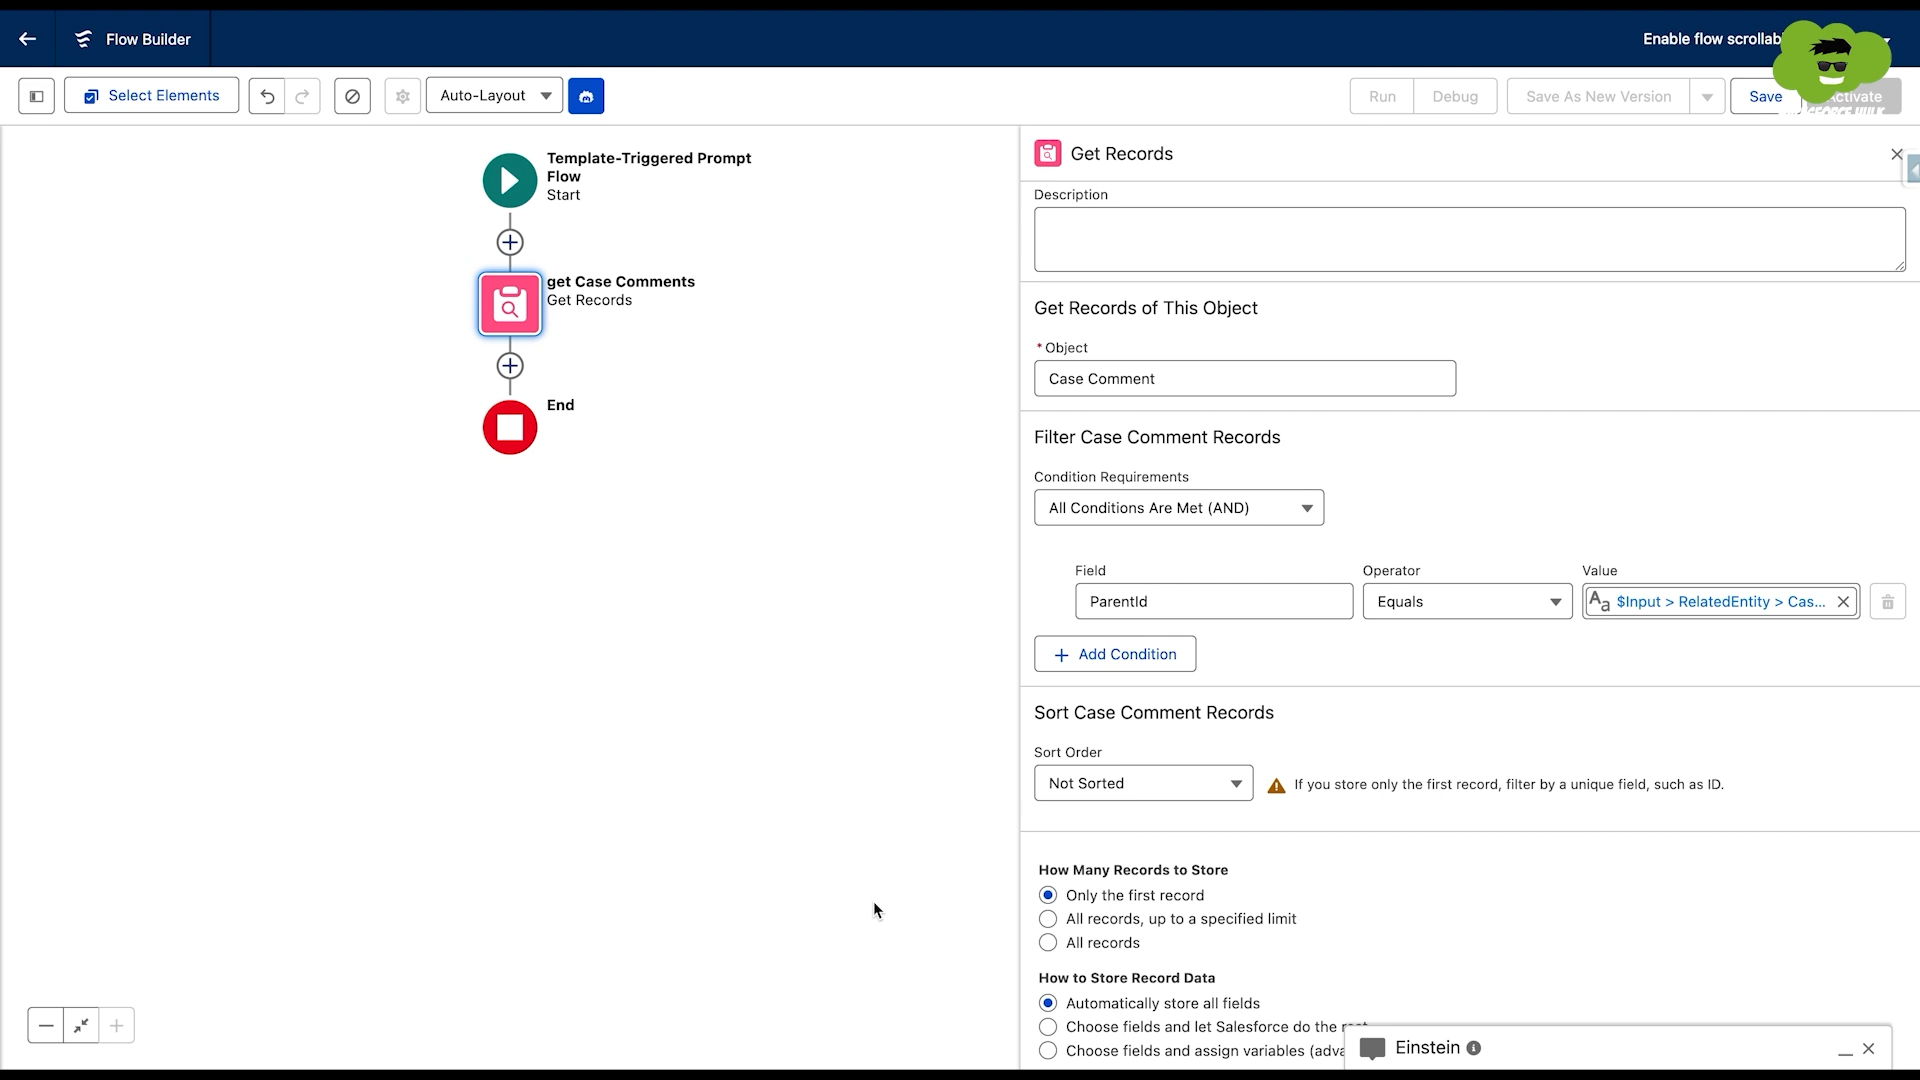 Flow Builder
Enable flow scrollab
Select Elements
Auto-Layout
Run
Debug
Save As New Version
Save
ctivate
Template-Triggered Prompt
Flow
Start
get Case Comments
Get Records
End
Get Records
Description
Get Records of This Object
* Object
Case Comment
Filter Case Comment Records
Condition Requirements
All Conditions Are Met (AND)
Field
Operator
Value
ParentId
Equals
Aa $Input > RelatedEntity > Cas...
+ Add Condition
Sort Case Comment Records
Sort Order
Not Sorted
If you store only the first record, filter by a unique field, such as ID.
How Many Records to Store
Only the first record
All records, up to a specified limit
All records
How to Store Record Data
Automatically store all fields
Choose fields and let Salesforce do the
Choose fields and assign variables (adva
Einstein